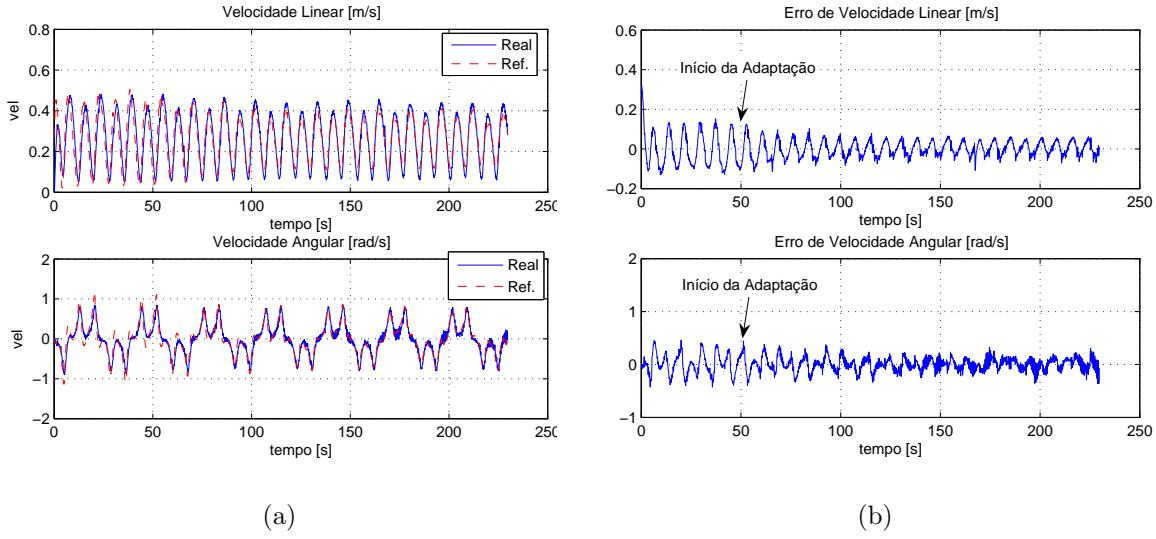 Velocidade Linear [m/s]
0.8
0.6
0.4
0.2
0
vel
Real
Ref.
0 50 100 150 200 250
tempo [s]
Velocidade Angular [rad/s]
2
1
0
−1
−2
vel
Real
Ref.
0 50 100 150 200 250
tempo [s]
(a)
Erro de Velocidade Linear [m/s]
0.6
0.4
0.2
0
−0.2
Início da Adaptação
0 50 100 150 200 250
tempo [s]
Erro de Velocidade Angular [rad/s]
2
1
0
−1
Início da Adaptação
0 50 100 150 200 250
tempo [s]
(b)